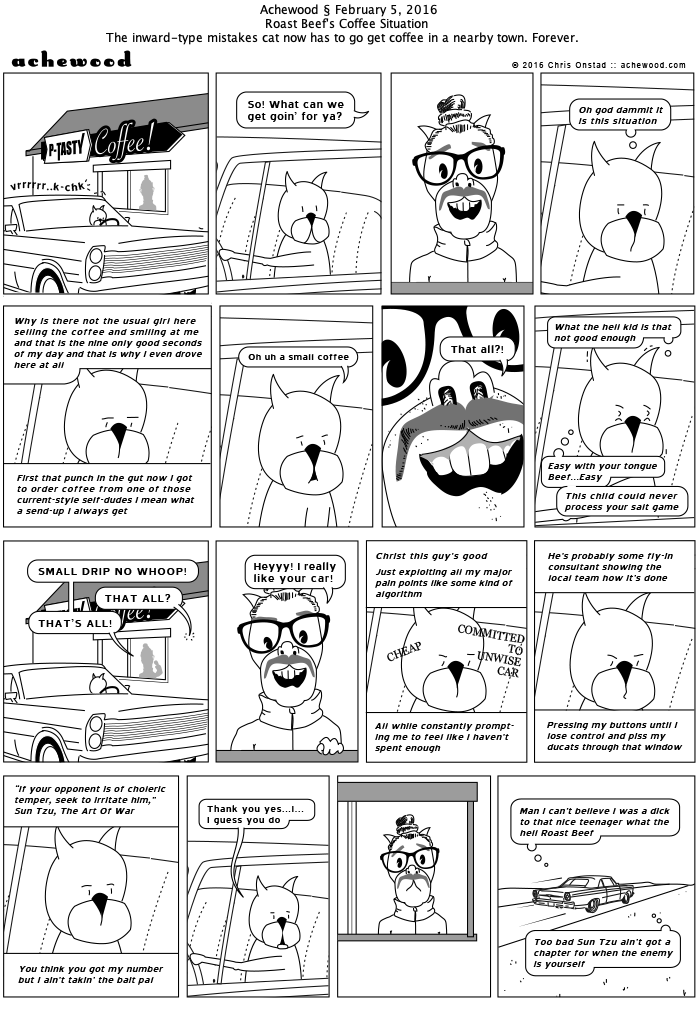 Achewood § February 5, 2016
Roast Beef's Coffee Situation
The inward-type mistakes cat now has to go get coffee in a nearby town. Forever.
achewood
© 2016 Chris Onstad :: achewood.com
P-TASTY Coffee!
vrrrrrr..k-chk
So! What can we
get goin' for ya?
Oh god dammit it
is this situation
Why is there not the usual girl here
selling the coffee and smiling at me
and that is the nine only good seconds
of my day and that is why I even drove
here at all
First that punch in the gut now I got
to order coffee from one of those
current-style self-dudes I mean what
a send-up I always get
Oh uh a small coffee
That all?!
What the hell kid is that
not good enough
Easy with your tongue
Beef...Easy
This child could never
process your salt game
SMALL DRIP NO WHOOP!
THAT ALL?
THAT'S ALL!
ffee!
Heyyy! I really
like your car!
Christ this guy's good
Just exploiting all my major
pain points like some kind of
algorithm
CHEAP
COMMITTED
TO
UNWISE
CAR
All while constantly prompt-
ing me to feel like I haven't
spent enough
He's probably some fly-in
consultant showing the
local team how it's done
Pressing my buttons until I
lose control and piss my
ducats through that window
"If your opponent is of choleric
temper, seek to irritate him,"
Sun Tzu, The Art Of War
You think you got my number
but I ain't takin' the bait pal
Thank you yes...I...
I guess you do
Man I can't believe I was a dick
to that nice teenager what the
hell Roast Beef
Too bad Sun Tzu ain't got a
chapter for when the enemy
is yourself